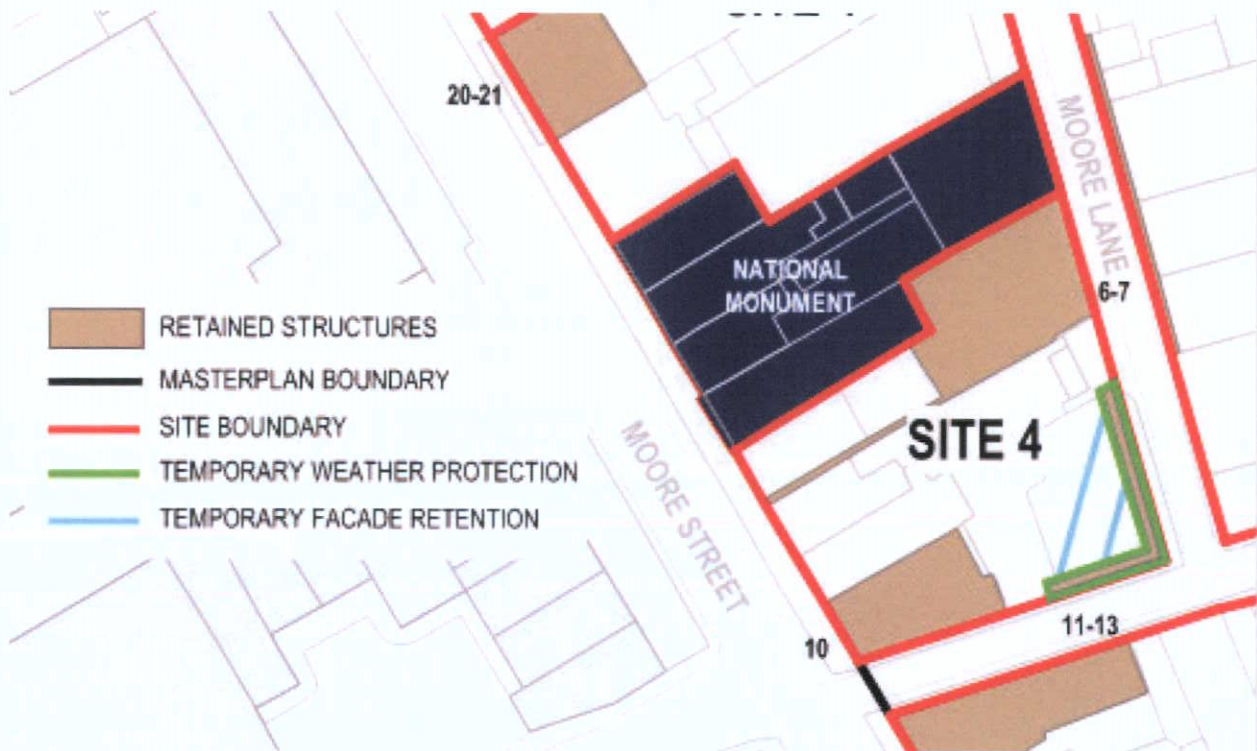 20-21
MOORE LANE
NATIONAL
MONUMENT
6-7
RETAINED STRUCTURES
MASTERPLAN BOUNDARY
SITE BOUNDARY
TEMPORARY WEATHER PROTECTION
TEMPORARY FACADE RETENTION
SITE 4
MOORE STREET
11-13
10